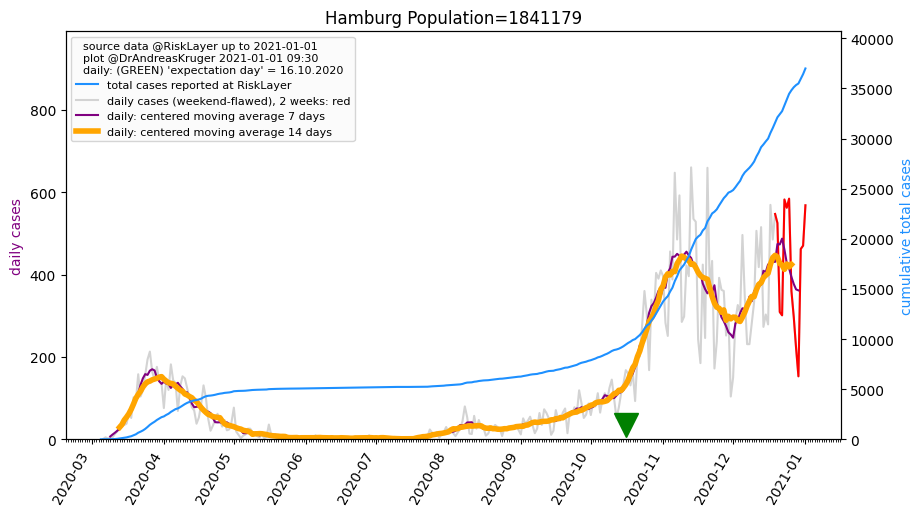 Hamburg Population=1841179
source data @RiskLayer up to 2021-01-01
plot @DrAndreasKruger 2021-01-01 09:30
daily: (GREEN) 'expectation day' = 16.10.2020
total cases reported at RiskLayer
daily cases (weekend-flawed), 2 weeks: red
daily: centered moving average 7 days
daily: centered moving average 14 days
daily cases
800
600
400
200
0
40000
35000
30000
25000
20000
15000
10000
5000
0
cumulative total cases
2020-03
2020-04
2020-05
2020-06
2020-07
2020-08
2020-09
2020-10
2020-11
2020-12
2021-01